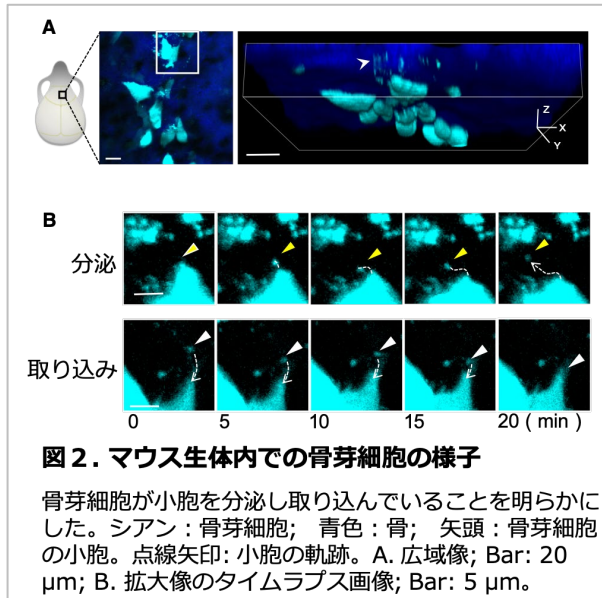 A
Z
X
Y
B
分泌
取り込み
0 5 10 15 20 ( min )
図２. マウス生体内での骨芽細胞の様子
骨芽細胞が小胞を分泌し取り込んでいることを明らかに
した。シアン：骨芽細胞; 青色：骨; 矢頭：骨芽細胞
の小胞。点線矢印: 小胞の軌跡。A. 広域像; Bar: 20
μm; B. 拡大像のタイムラプス画像; Bar: 5 μm。